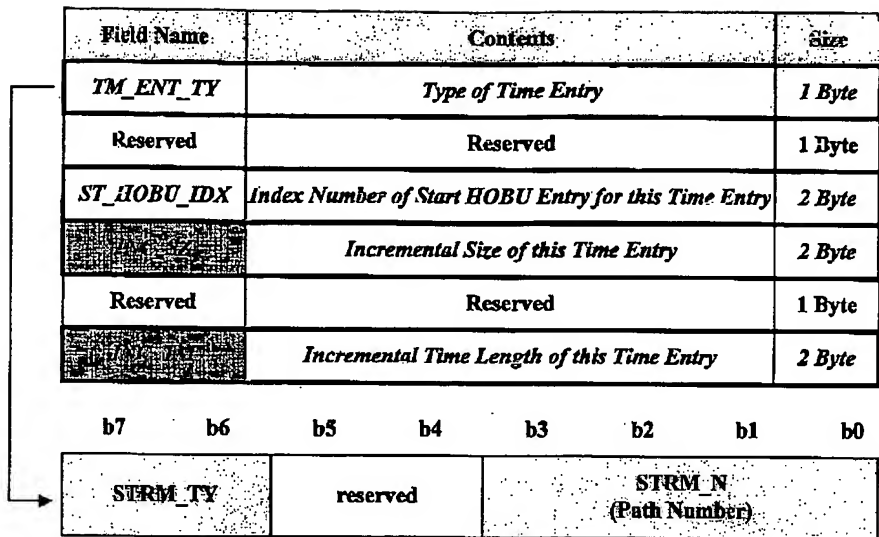 Field Name Contents Size
TM_ENT_TY Type of Time Entry 1 Byte
Reserved Reserved 1 Byte
ST_HOBU_IDX Index Number of Start HOBU Entry for this Time Entry 2 Byte
Incremental Size of this Time Entry 2 Byte
Reserved Reserved 1 Byte
Incremental Time Length of this Time Entry 2 Byte
b7 b6 b5 b4 b3 b2 b1 b0
STRM_TY reserved STRM_N
(Path Number)